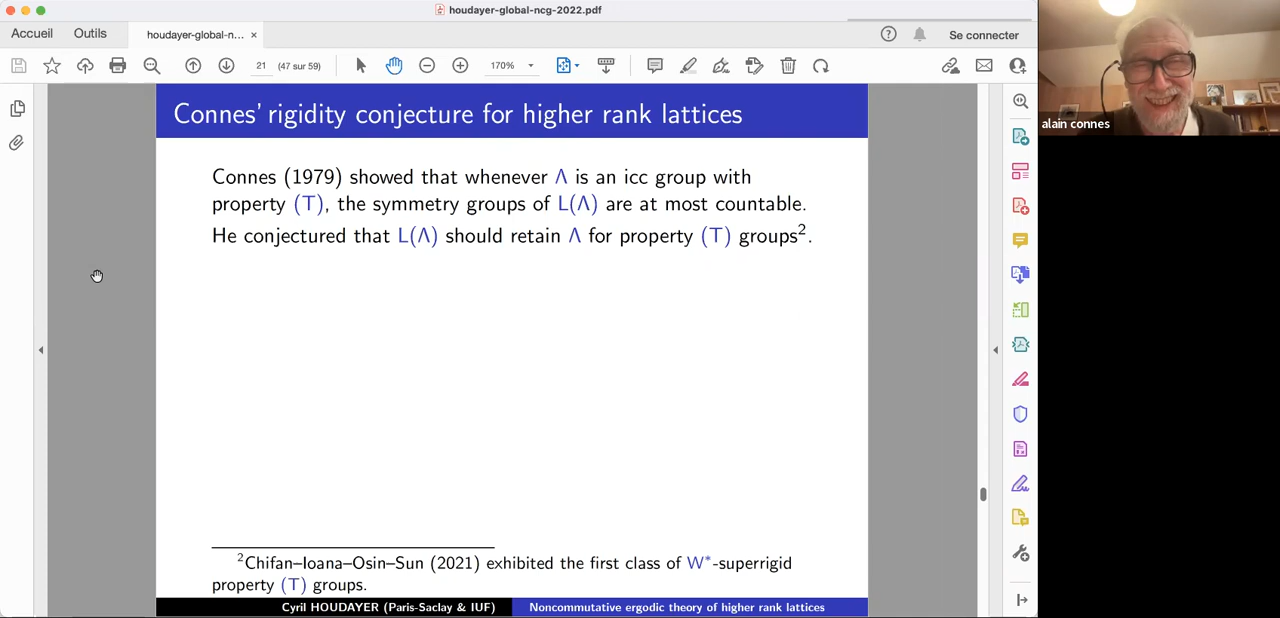 houdayer-global-ncg-2022.pdf
Accueil Outils houdayer-global-n... × Se connecter
21 (47 sur 59) 170%
Connes' rigidity conjecture for higher rank lattices
alain connes
Connes (1979) showed that whenever Λ is an icc group with
property (T), the symmetry groups of L(Λ) are at most countable.
He conjectured that L(Λ) should retain Λ for property (T) groups².
²Chifan–Ioana–Osin–Sun (2021) exhibited the first class of W*-superrigid
property (T) groups.
Cyril HOUDAYER (Paris-Saclay & IUF) Noncommutative ergodic theory of higher rank lattices